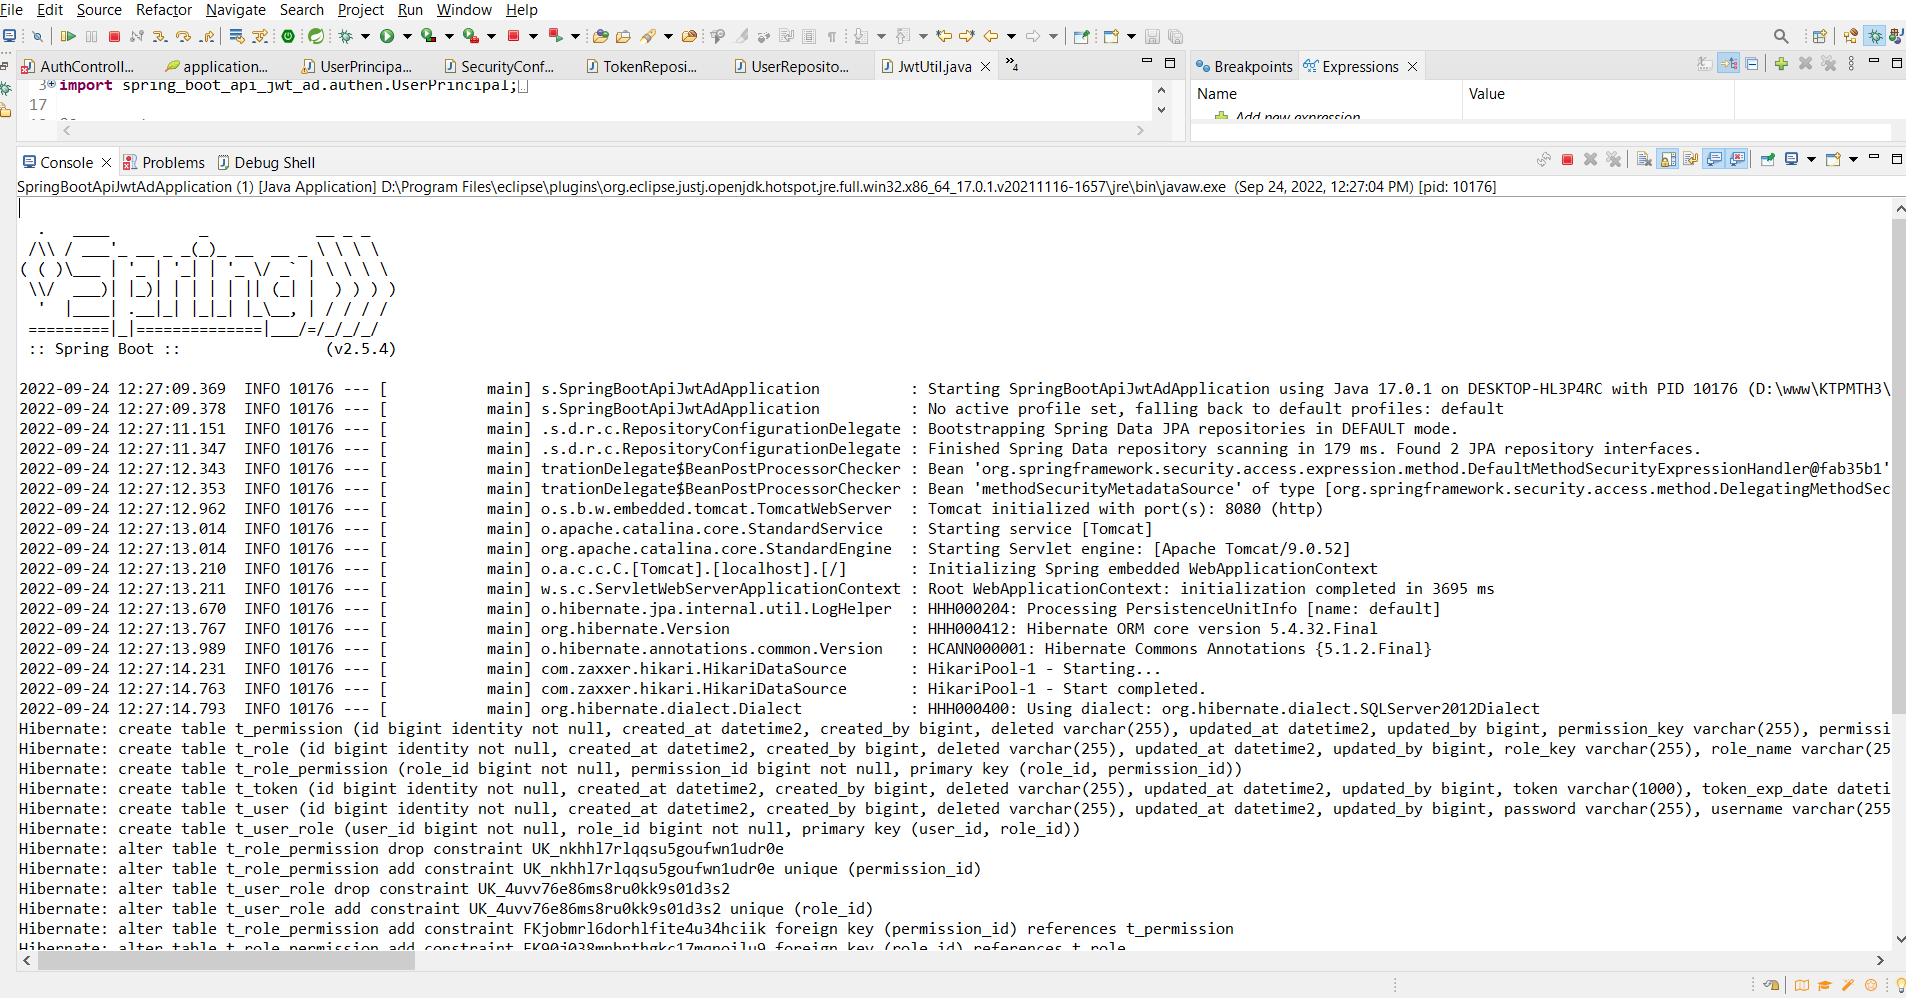 File Edit Source Refactor Navigate Search Project Run Window Help
AuthControll... application... UserPrincipa... SecurityConf... TokenReposi... UserReposito... JwtUtil.java 4
Breakpoints Expressions
3 import spring_boot_api_jwt_ad.authen.UserPrincipal;
17
Name Value
Add new expression
Console Problems Debug Shell
SpringBootApiJwtAdApplication (1) [Java Application] D:\Program Files\eclipse\plugins\org.eclipse.justj.openjdk.hotspot.jre.full.win32.x86_64_17.0.1.v20211116-1657\jre\bin\javaw.exe (Sep 24, 2022, 12:27:04 PM) [pid: 10176]
Spring
:: Spring Boot :: (v2.5.4)
2022-09-24 12:27:09.369 INFO 10176 --- [ main] s.SpringBootApiJwtAdApplication : Starting SpringBootApiJwtAdApplication using Java 17.0.1 on DESKTOP-HL3P4RC with PID 10176 (D:\www\KTPMTH3\
2022-09-24 12:27:09.378 INFO 10176 --- [ main] s.SpringBootApiJwtAdApplication : No active profile set, falling back to default profiles: default
2022-09-24 12:27:11.151 INFO 10176 --- [ main] .s.d.r.c.RepositoryConfigurationDelegate : Bootstrapping Spring Data JPA repositories in DEFAULT mode.
2022-09-24 12:27:11.347 INFO 10176 --- [ main] .s.d.r.c.RepositoryConfigurationDelegate : Finished Spring Data repository scanning in 179 ms. Found 2 JPA repository interfaces.
2022-09-24 12:27:12.343 INFO 10176 --- [ main] trationDelegate$BeanPostProcessorChecker : Bean 'org.springframework.security.access.expression.method.DefaultMethodSecurityExpressionHandler@fab35b1'
2022-09-24 12:27:12.353 INFO 10176 --- [ main] trationDelegate$BeanPostProcessorChecker : Bean 'methodSecurityMetadataSource' of type [org.springframework.security.access.method.DelegatingMethodSec
2022-09-24 12:27:12.962 INFO 10176 --- [ main] o.s.b.w.embedded.tomcat.TomcatWebServer : Tomcat initialized with port(s): 8080 (http)
2022-09-24 12:27:13.014 INFO 10176 --- [ main] o.apache.catalina.core.StandardService : Starting service [Tomcat]
2022-09-24 12:27:13.014 INFO 10176 --- [ main] org.apache.catalina.core.StandardEngine : Starting Servlet engine: [Apache Tomcat/9.0.52]
2022-09-24 12:27:13.210 INFO 10176 --- [ main] o.a.c.c.C.[Tomcat].[localhost].[/] : Initializing Spring embedded WebApplicationContext
2022-09-24 12:27:13.211 INFO 10176 --- [ main] w.s.c.ServletWebServerApplicationContext : Root WebApplicationContext: initialization completed in 3695 ms
2022-09-24 12:27:13.670 INFO 10176 --- [ main] o.hibernate.jpa.internal.util.LogHelper : HHH000204: Processing PersistenceUnitInfo [name: default]
2022-09-24 12:27:13.767 INFO 10176 --- [ main] org.hibernate.Version : HHH000412: Hibernate ORM core version 5.4.32.Final
2022-09-24 12:27:13.989 INFO 10176 --- [ main] o.hibernate.annotations.common.Version : HCANN000001: Hibernate Commons Annotations {5.1.2.Final}
2022-09-24 12:27:14.231 INFO 10176 --- [ main] com.zaxxer.hikari.HikariDataSource : HikariPool-1 - Starting...
2022-09-24 12:27:14.763 INFO 10176 --- [ main] com.zaxxer.hikari.HikariDataSource : HikariPool-1 - Start completed.
2022-09-24 12:27:14.793 INFO 10176 --- [ main] org.hibernate.dialect.Dialect : HHH000400: Using dialect: org.hibernate.dialect.SQLServer2012Dialect
Hibernate: create table t_permission (id bigint identity not null, created_at datetime2, created_by bigint, deleted varchar(255), updated_at datetime2, updated_by bigint, permission_key varchar(255), permissi
Hibernate: create table t_role (id bigint identity not null, created_at datetime2, created_by bigint, deleted varchar(255), updated_at datetime2, updated_by bigint, role_key varchar(255), role_name varchar(25
Hibernate: create table t_role_permission (role_id bigint not null, permission_id bigint not null, primary key (role_id, permission_id))
Hibernate: create table t_token (id bigint identity not null, created_at datetime2, created_by bigint, deleted varchar(255), updated_at datetime2, updated_by bigint, token varchar(1000), token_exp_date dateti
Hibernate: create table t_user (id bigint identity not null, created_at datetime2, created_by bigint, deleted varchar(255), updated_at datetime2, updated_by bigint, password varchar(255), username varchar(255
Hibernate: create table t_user_role (user_id bigint not null, role_id bigint not null, primary key (user_id, role_id))
Hibernate: alter table t_role_permission drop constraint UK_nkhhl7rlqqsu5goufwn1udr0e
Hibernate: alter table t_role_permission add constraint UK_nkhhl7rlqqsu5goufwn1udr0e unique (permission_id)
Hibernate: alter table t_user_role drop constraint UK_4uvv76e86ms8ru0kk9s01d3s2
Hibernate: alter table t_user_role add constraint UK_4uvv76e86ms8ru0kk9s01d3s2 unique (role_id)
Hibernate: alter table t_role_permission add constraint FKjobmrl6dorhlfite4u34hciik foreign key (permission_id) references t_permission
Hibernate: alter table t_role_permission add constraint foreign key (role_id) references t_role